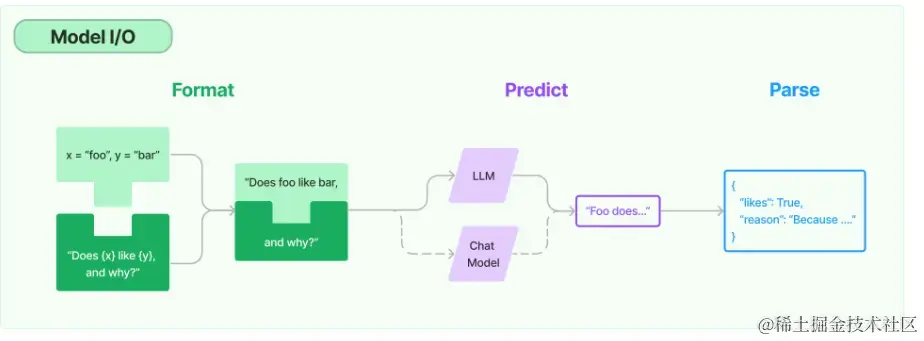 Model I/O
Format
Predict
Parse
x = "foo", y = "bar"
"Does {x} like {y},
and why?"
"Does foo like bar,
and why?"
LLM
Chat
Model
"Foo does..."
{
"likes": True,
"reason": "Because ...."
}
@稀土掘金技术社区